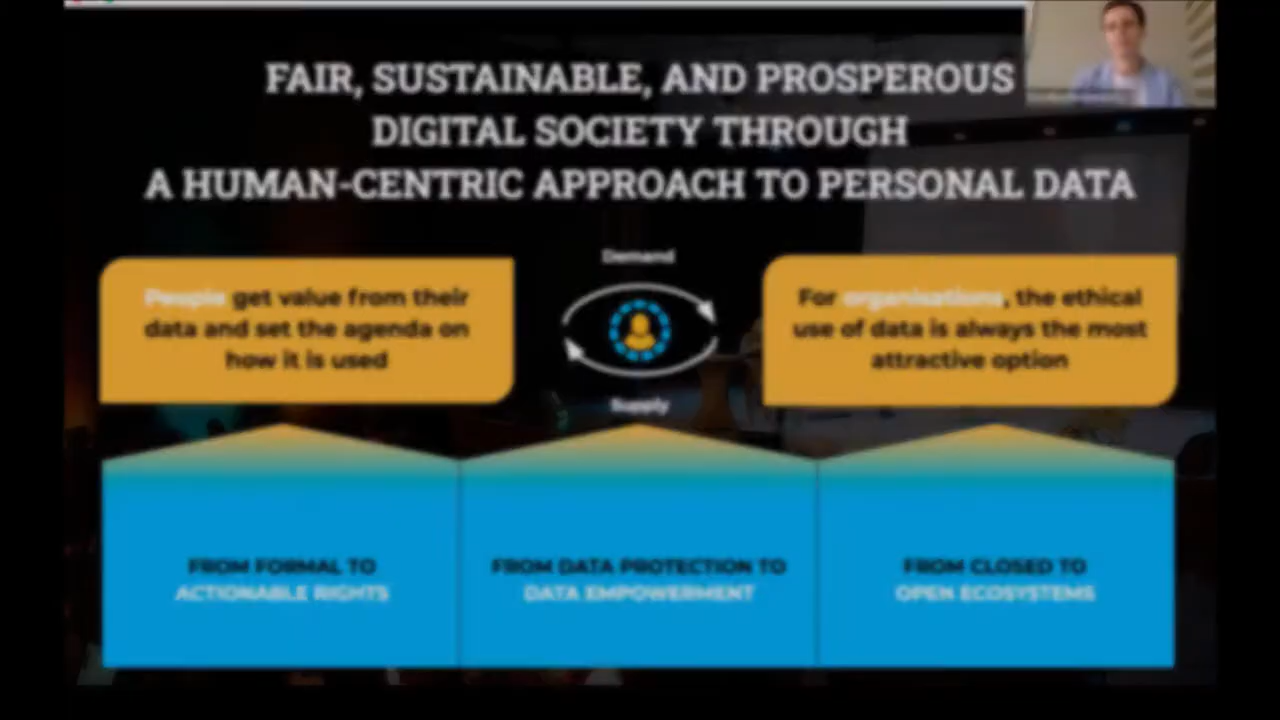 FAIR, SUSTAINABLE, AND PROSPEROUS
DIGITAL SOCIETY THROUGH
A HUMAN-CENTRIC APPROACH TO PERSONAL DATA
Demand
People get value from their
data and set the agenda on
how it is used
For organisations, the ethical
use of data is always the most
attractive option
Supply
FROM FORMAL TO
ACTIONABLE RIGHTS
FROM DATA PROTECTION TO
DATA EMPOWERMENT
FROM CLOSED TO
OPEN ECOSYSTEMS